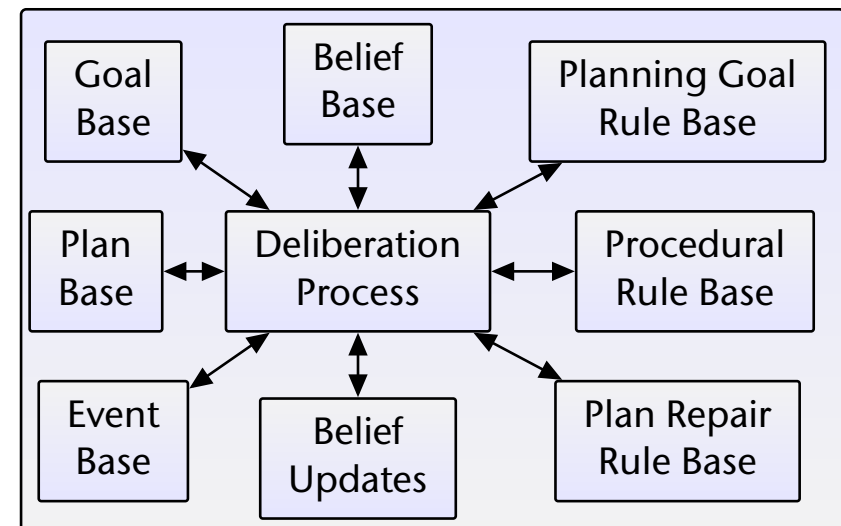 Goal
Base
Belief
Base
Planning Goal
Rule Base
Plan
Base
Deliberation
Process
Procedural
Rule Base
Event
Base
Belief
Updates
Plan Repair
Rule Base